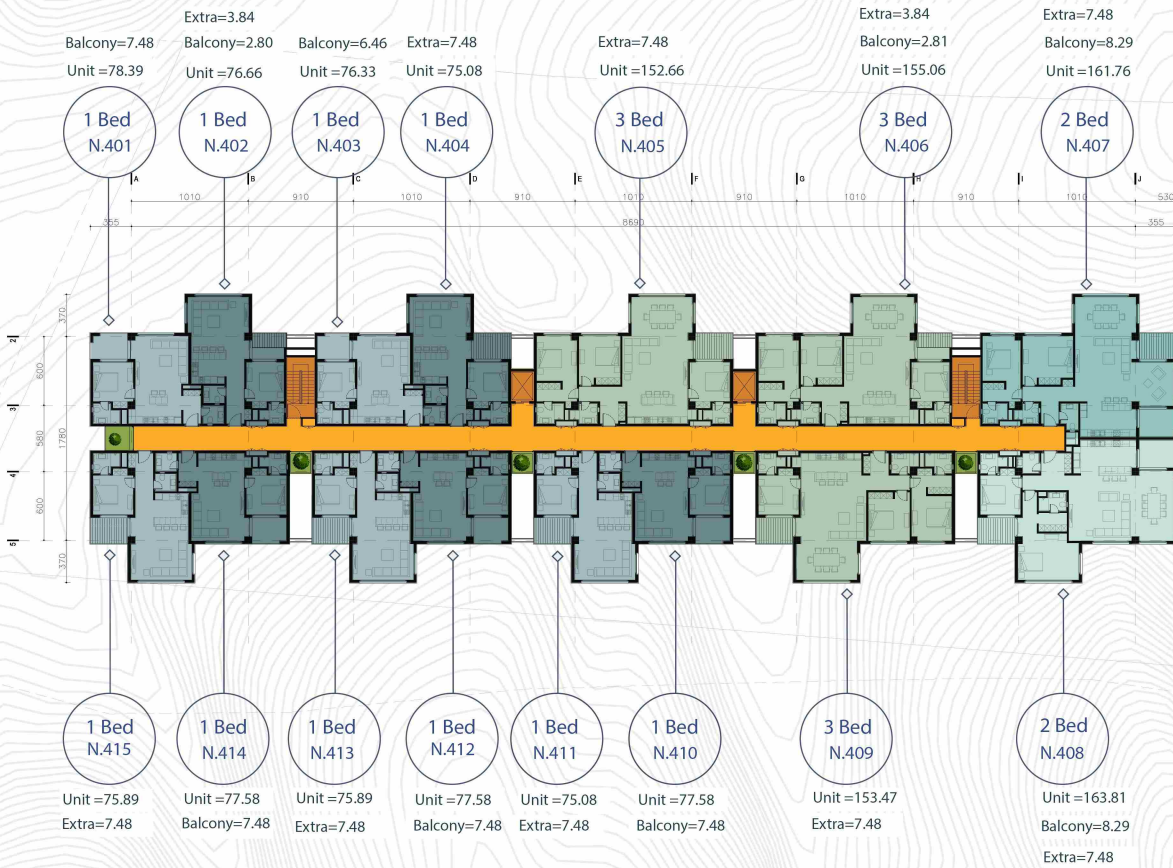 Extra=3.84
Balcony=7.48
Balcony=2.80
Balcony=6.46
Extra=7.48
Extra=7.48
Extra=3.84
Balcony=2.81
Extra=7.48
Balcony=8.29
Unit =78.39
Unit =76.66
Unit =76.33
Unit =75.08
Unit =152.66
Unit =155.06
Unit =161.76
1 Bed
N.401
1 Bed
N.402
1 Bed
N.403
1 Bed
N.404
3 Bed
N.405
3 Bed
N.406
2 Bed
N.407
A
B
C
D
E
F
G
H
I
J
1010
910
1010
910
1010
910
1010
910
1010
530
355
8690
355
370
600
580
1780
600
370
2
3
4
5
1 Bed
N.415
1 Bed
N.414
1 Bed
N.413
1 Bed
N.412
1 Bed
N.411
1 Bed
N.410
3 Bed
N.409
2 Bed
N.408
Unit =75.89
Extra=7.48
Unit =77.58
Balcony=7.48
Unit =75.89
Extra=7.48
Unit =77.58
Balcony=7.48
Unit =75.08
Extra=7.48
Unit =77.58
Balcony=7.48
Unit =153.47
Extra=7.48
Unit =163.81
Balcony=8.29
Extra=7.48